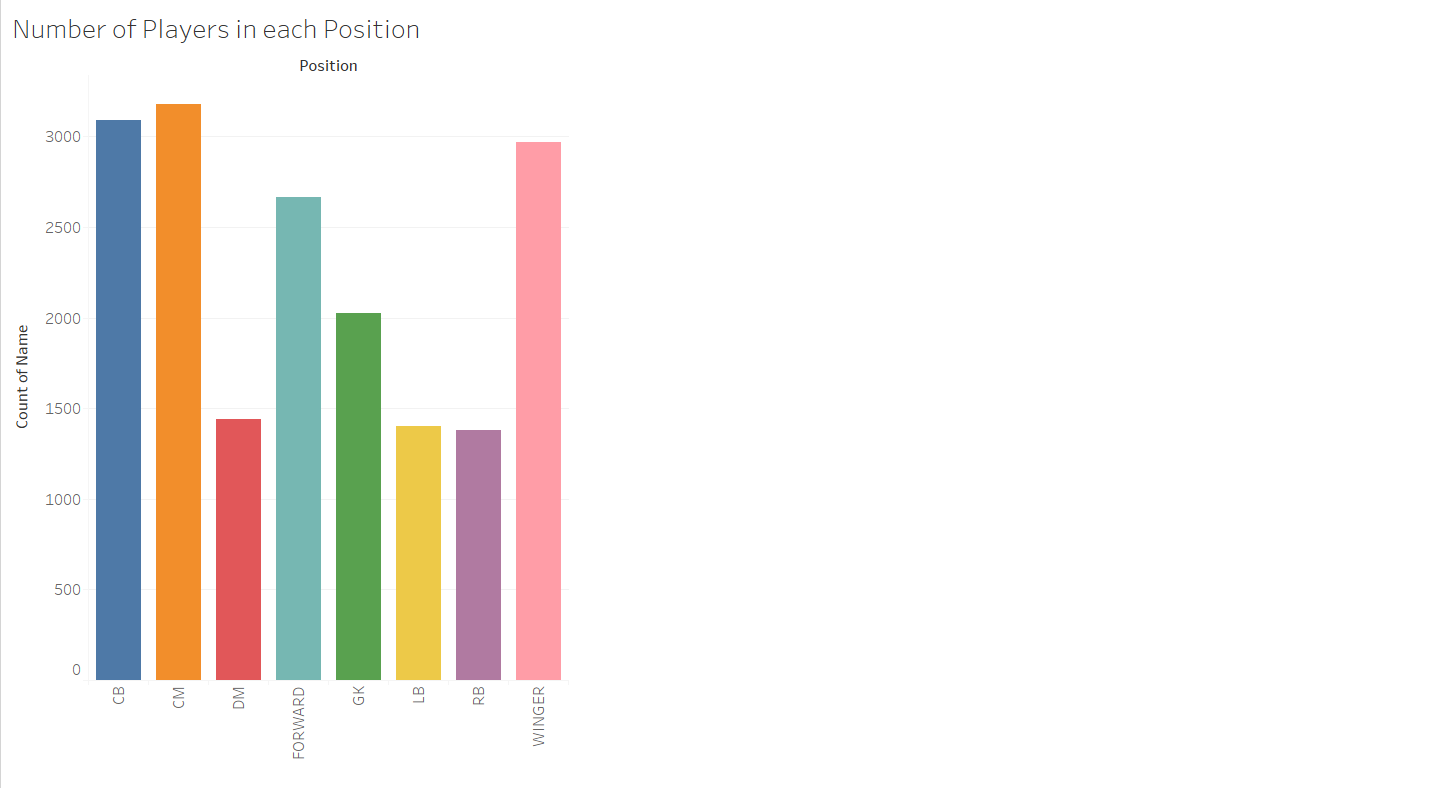 Number of Players in each Position
Position
Count of Name
3000
2500
2000
1500
1000
500
0
CB
CM
DM
FORWARD
GK
LB
RB
WINGER